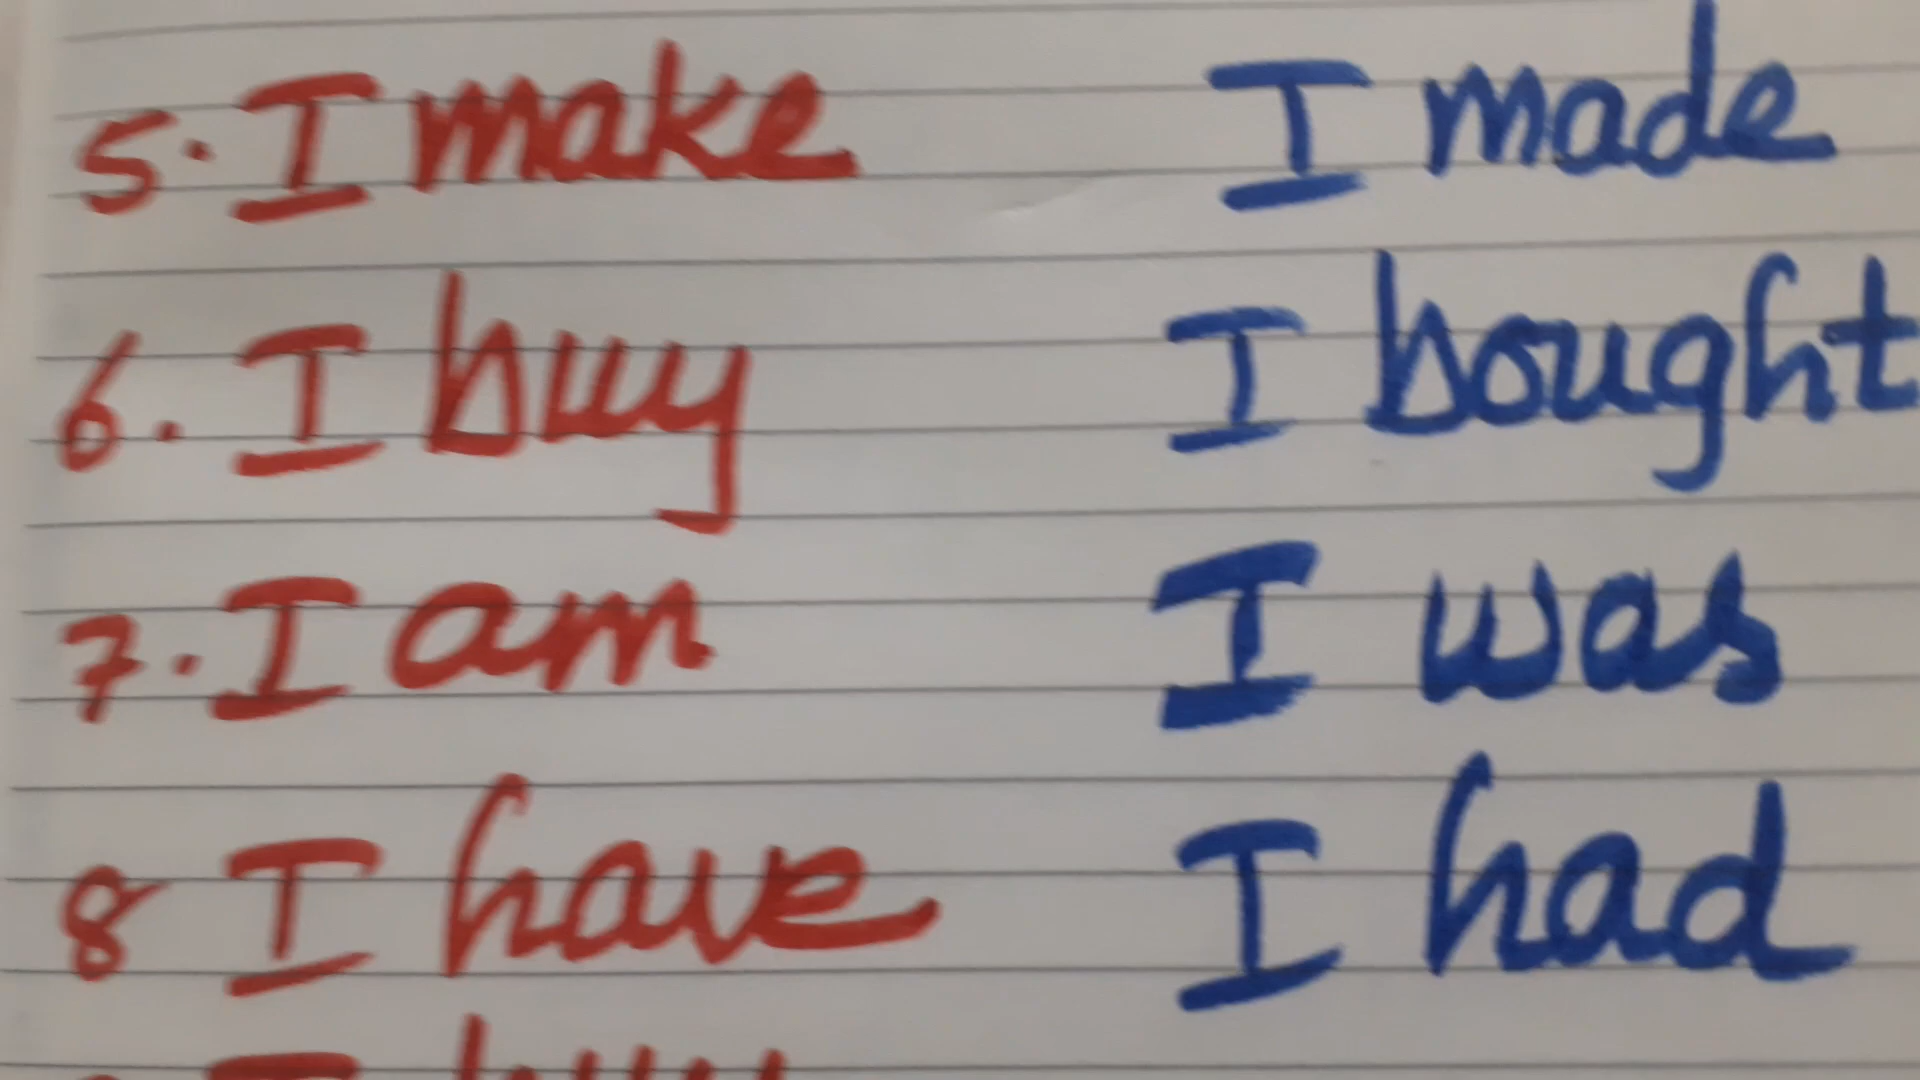 5. I make I made
6. I buy I bought
7. I am I was
8 I have I had